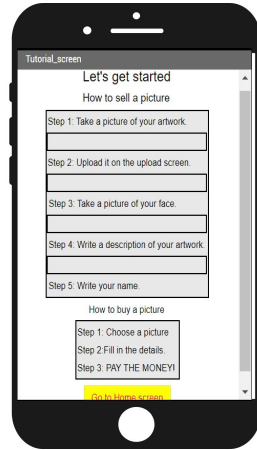 Tutorial_screen
Let's get started
How to sell a picture
Step 1: Take a picture of your artwork.
Step 2: Upload it on the upload screen.
Step 3: Take a picture of your face.
Step 4: Write a description of your artwork.
Step 5: Write your name.
How to buy a picture
Step 1: Choose a picture
Step 2:Fill in the details.
Step 3: PAY THE MONEY!
Go to Home screen